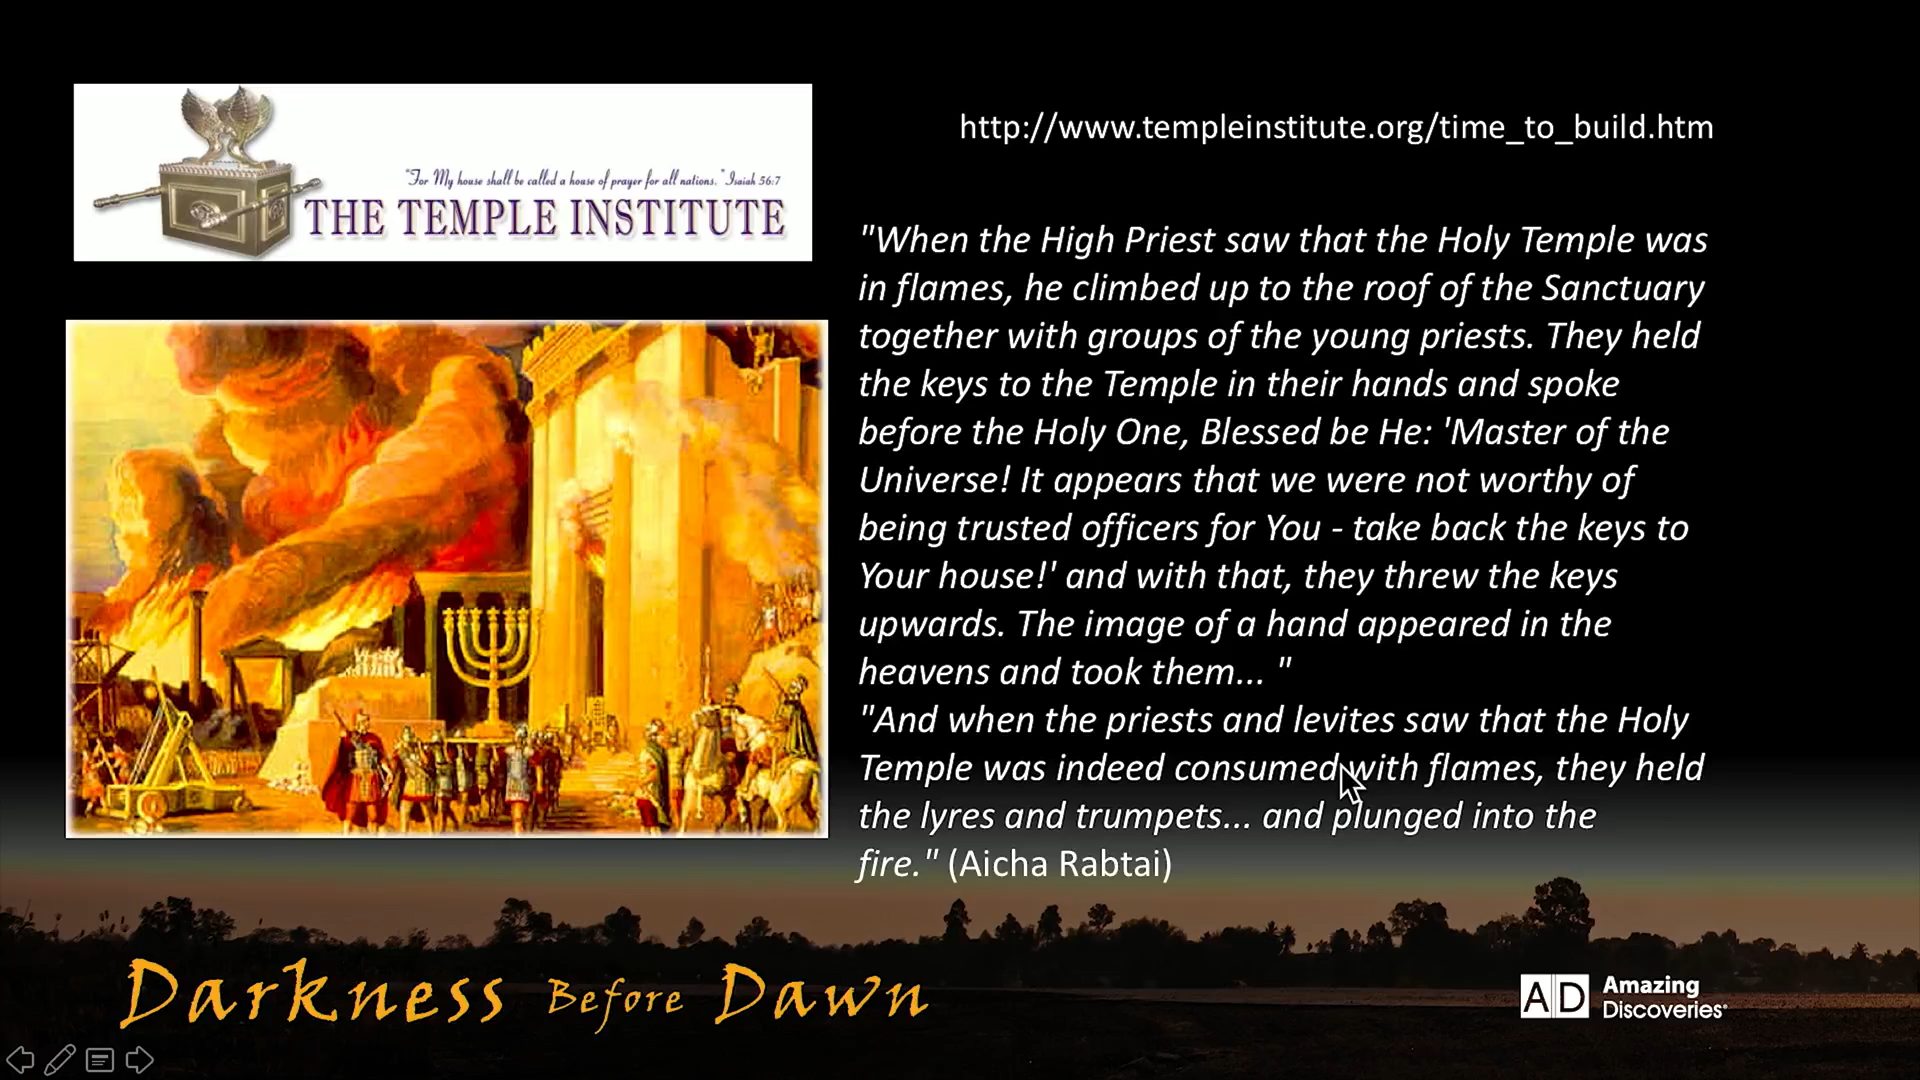 "For My house shall be called a house of prayer for all nations." Isaiah 56:7
THE TEMPLE INSTITUTE
http://www.templeinstitute.org/time_to_build.htm
"When the High Priest saw that the Holy Temple was
in flames, he climbed up to the roof of the Sanctuary
together with groups of the young priests. They held
the keys to the Temple in their hands and spoke
before the Holy One, Blessed be He: 'Master of the
Universe! It appears that we were not worthy of
being trusted officers for You - take back the keys to
Your house!' and with that, they threw the keys
upwards. The image of a hand appeared in the
heavens and took them... "
"And when the priests and levites saw that the Holy
Temple was indeed consumed with flames, they held
the lyres and trumpets... and plunged into the
fire." (Aicha Rabtai)
Darkness Before Dawn
AD Amazing
Discoveries